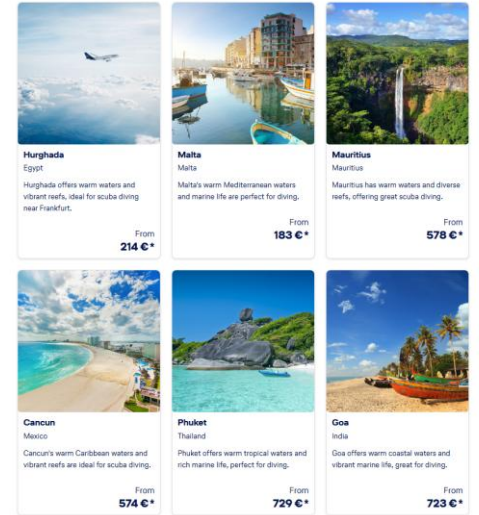 Hurghada
Egypt
Hurghada offers warm waters and
vibrant reefs, ideal for scuba diving
near Frankfurt.
From
214 €*
Malta
Malta
Malta's warm Mediterranean waters
and marine life are perfect for diving.
From
183 €*
Mauritius
Mauritius
Mauritius has warm waters and diverse
reefs, offering great scuba diving.
From
578 €*
Cancun
Mexico
Cancun's warm Caribbean waters and
vibrant reefs are ideal for scuba diving.
From
574 €*
Phuket
Thailand
Phuket offers warm tropical waters and
rich marine life, perfect for diving.
From
729 €*
Goa
India
Goa offers warm coastal waters and
vibrant marine life, great for diving.
From
723 €*